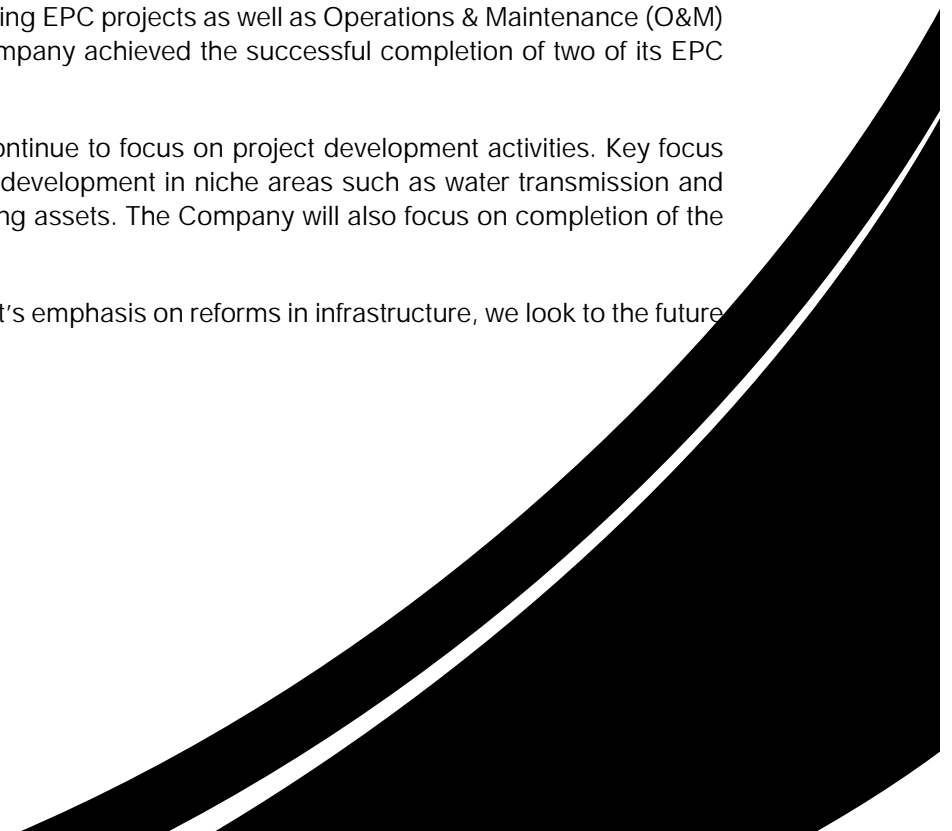 ing EPC projects as well as Operations & Maintenance (O&M)
mpany achieved the successful completion of two of its EPC
ontinue to focus on project development activities. Key focus
development in niche areas such as water transmission and
ng assets. The Company will also focus on completion of the
t’s emphasis on reforms in infrastructure, we look to the future